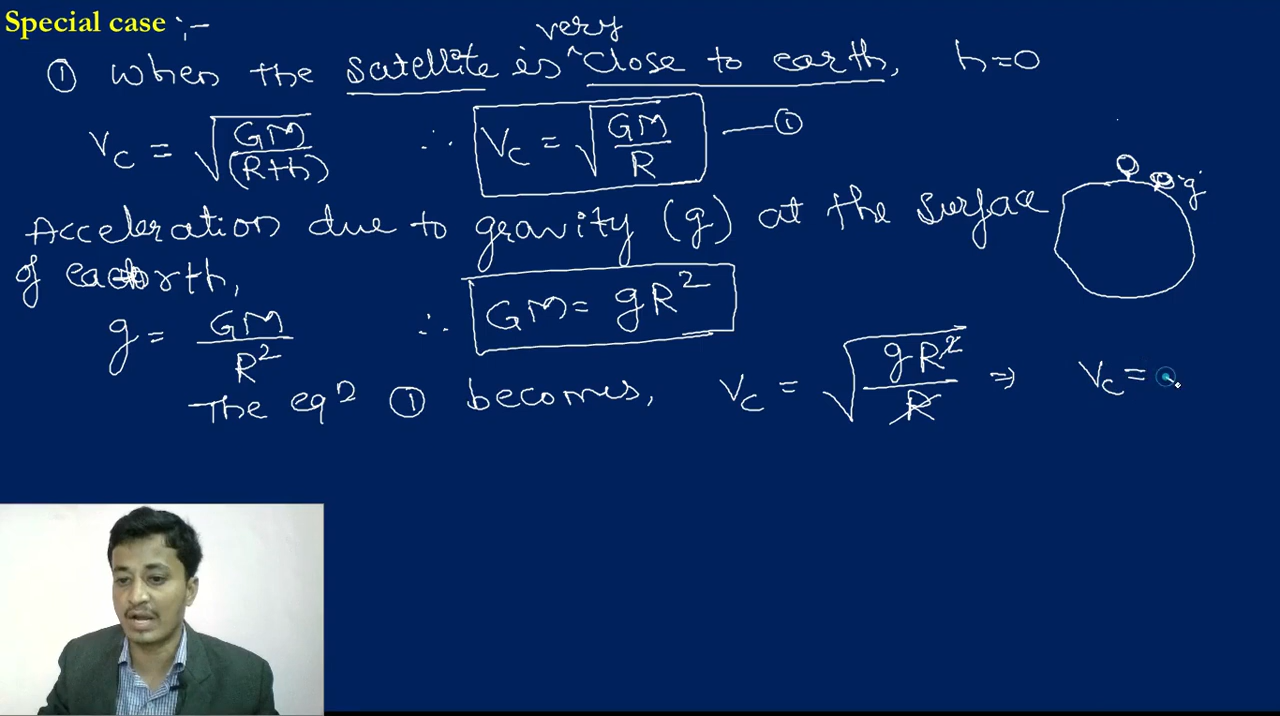 Special case :-
① When the satellite is ^very close to earth, h=0
Vc = √(GM/(R+h)) ∴ Vc = √(GM/R) —①
Acceleration due to gravity (g) at the surface 'g'
of earth,
g = GM/R² ∴ GM = gR²
The eqn ① becomes, Vc = √(gR²/R) ⇒ Vc =